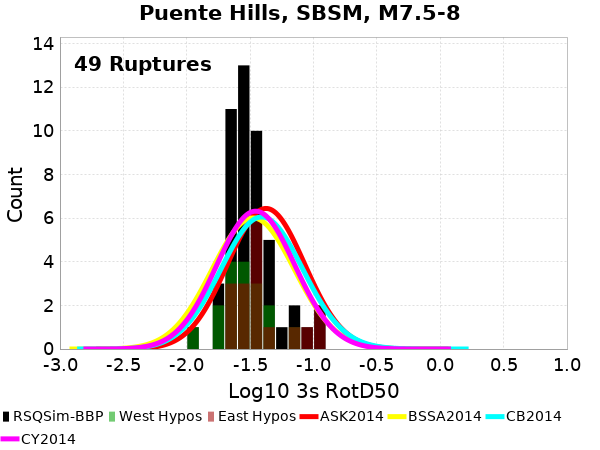 Puente Hills, SBSM, M7.5-8
49 Ruptures
Count
14
12
10
8
6
4
2
0
-3.0 -2.5 -2.0 -1.5 -1.0 -0.5 0.0 0.5 1.0
Log10 3s RotD50
RSQSim-BBP West Hypos East Hypos ASK2014 BSSA2014 CB2014
CY2014